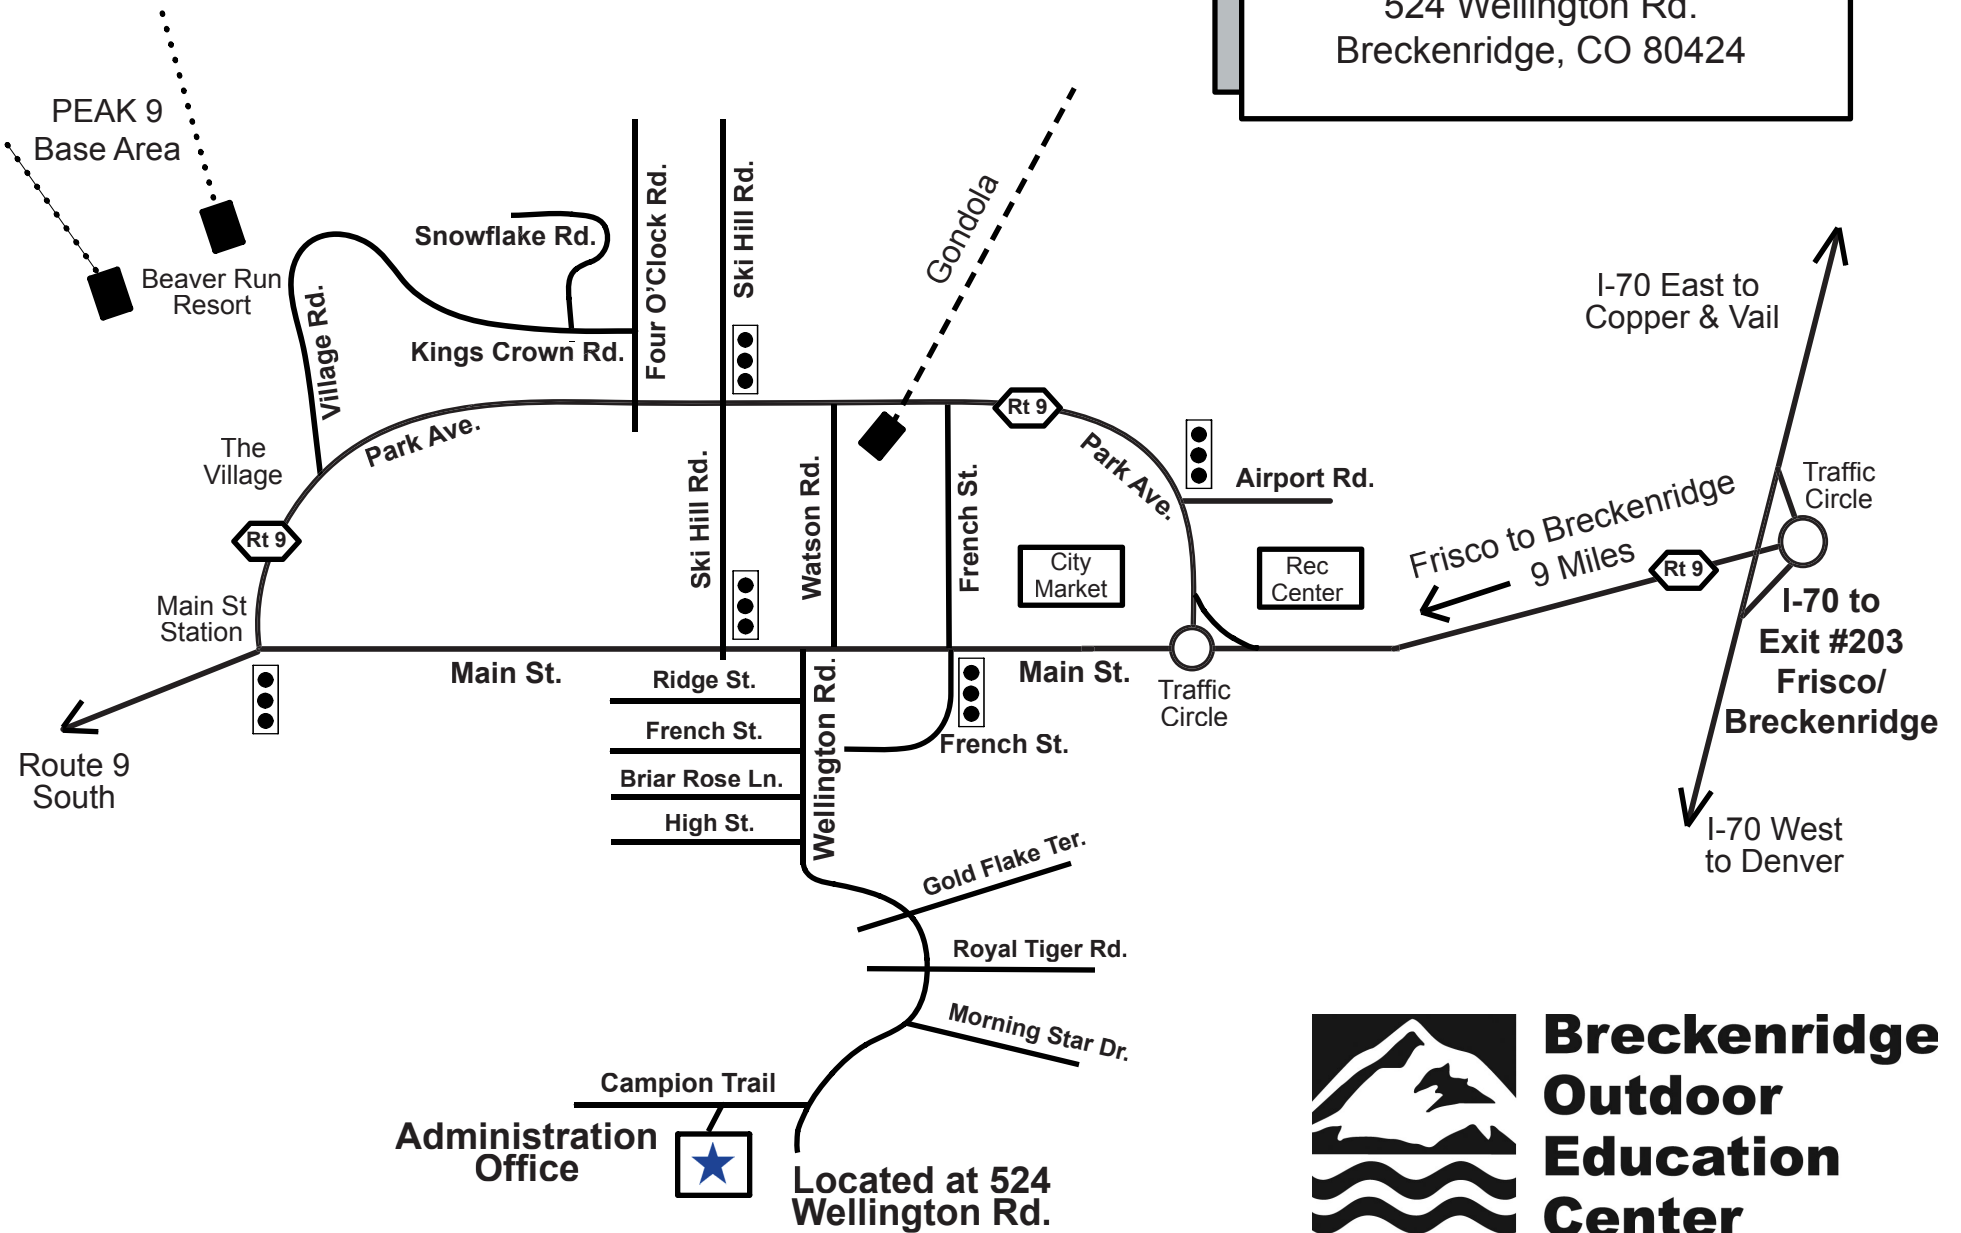 524 Wellington Rd.
Breckenridge, CO 80424
PEAK 9
Base Area
Beaver Run
Resort
Snowflake Rd.
Kings Crown Rd.
Village Rd.
Four O'Clock Rd.
Ski Hill Rd.
Gondola
I-70 East to
Copper & Vail
The
Village
Park Ave.
Rt 9
Rt 9
Park Ave.
Airport Rd.
Main St
Station
Ski Hill Rd.
Watson Rd.
French St.
City
Market
Rec
Center
Frisco to Breckenridge
9 Miles
Rt 9
Traffic
Circle
I-70 to
Exit #203
Frisco/
Breckenridge
Main St.
Ridge St.
French St.
Briar Rose Ln.
High St.
Wellington Rd.
French St.
Main St.
Traffic
Circle
Route 9
South
I-70 West
to Denver
Gold Flake Ter.
Royal Tiger Rd.
Morning Star Dr.
Campion Trail
Administration
Office
Located at 524
Wellington Rd.
Breckenridge
Outdoor
Education
Center